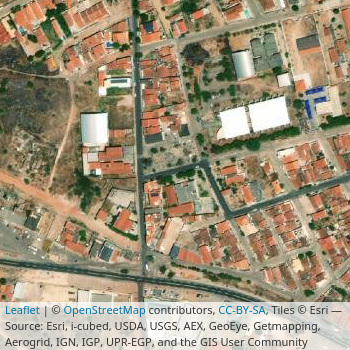 Leaflet | © OpenStreetMap contributors, CC-BY-SA, Tiles © Esri —
Source: Esri, i-cubed, USDA, USGS, AEX, GeoEye, Getmapping,
Aerogrid, IGN, IGP, UPR-EGP, and the GIS User Community